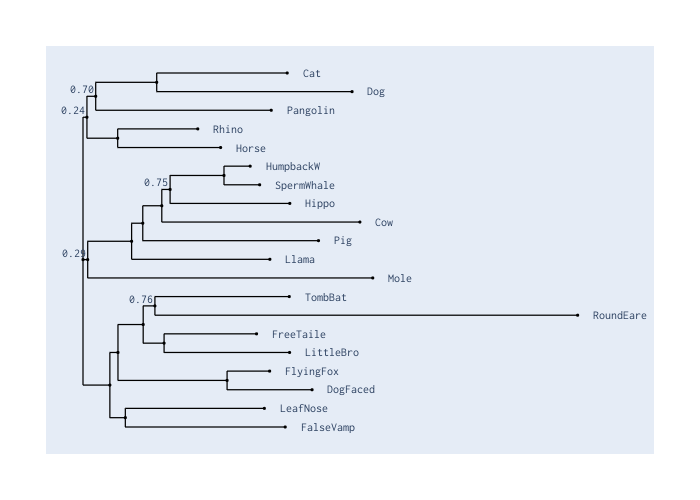 Cat
0.70
Dog
0.24
Pangolin
Rhino
Horse
HumpbackW
0.75
SpermWhale
Hippo
Cow
Pig
0.29
Llama
Mole
0.76
TombBat
RoundEare
FreeTaile
LittleBro
FlyingFox
DogFaced
LeafNose
FalseVamp